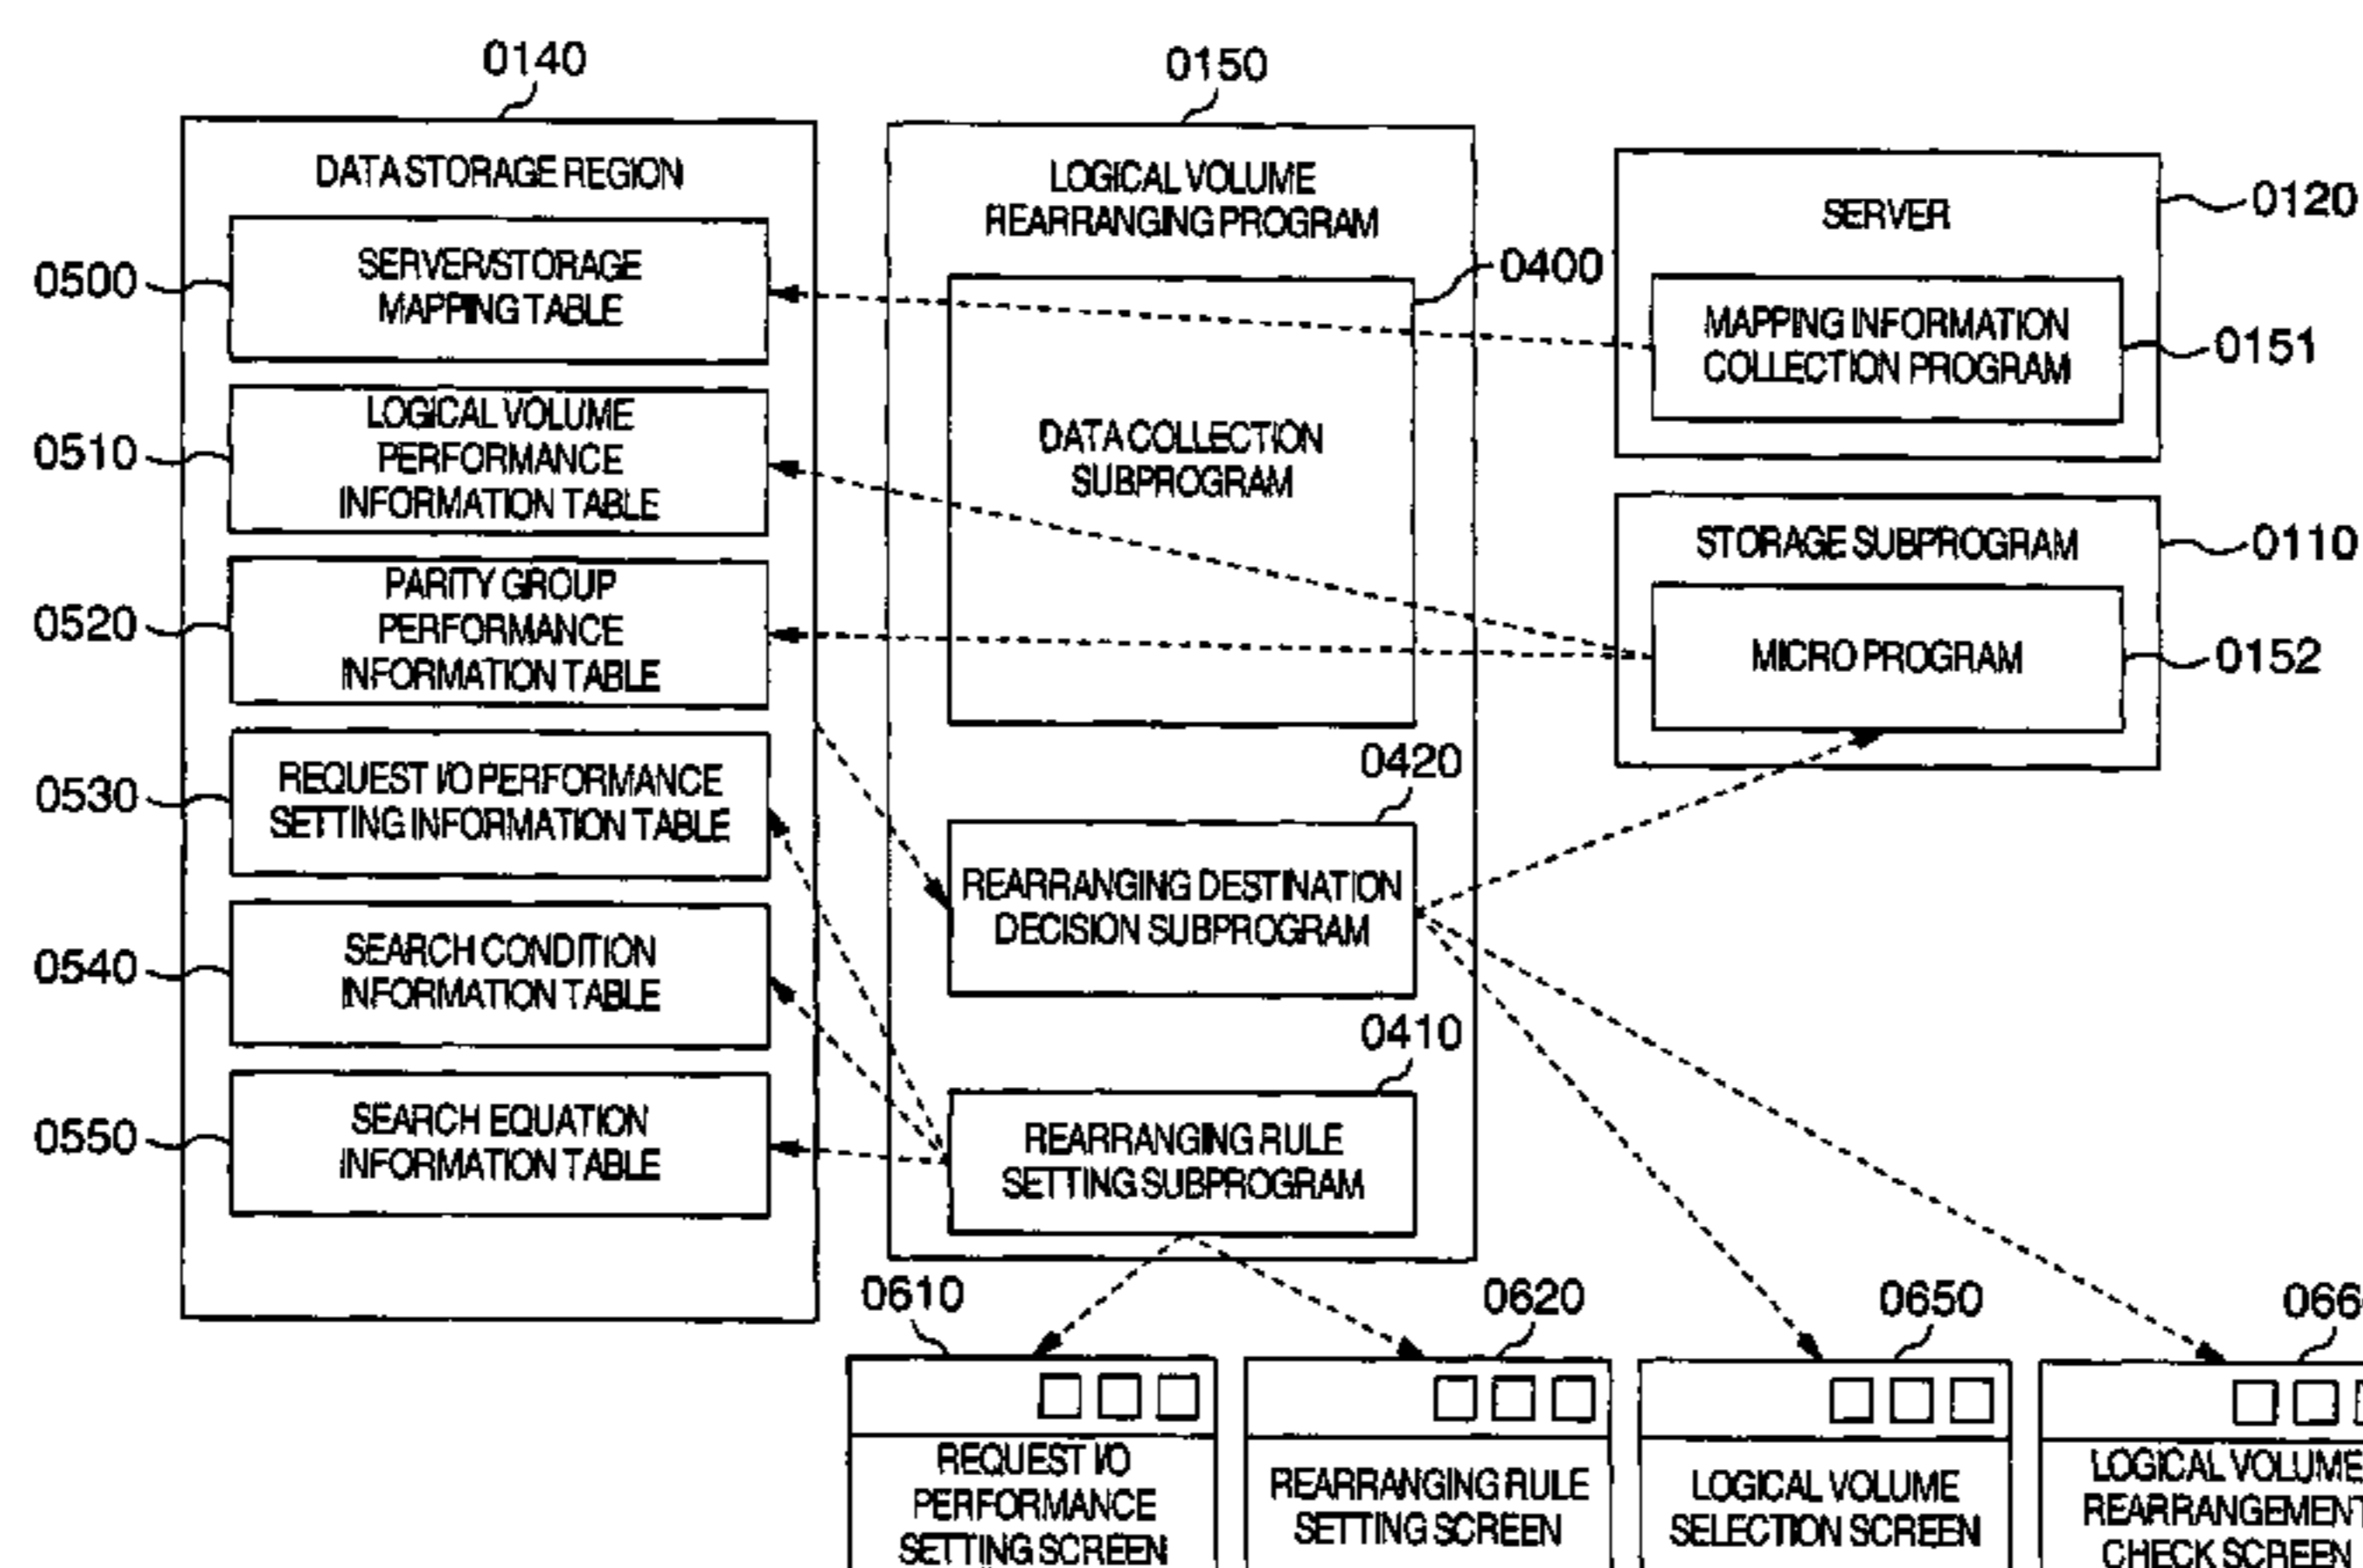 0140
DATA STORAGE REGION
0500
SERVER/STORAGE
MAPPING TABLE
0510
LOGICAL VOLUME
PERFORMANCE
INFORMATION TABLE
0520
PARITY GROUP
PERFORMANCE
INFORMATION TABLE
0530
REQUEST I/O PERFORMANCE
SETTING INFORMATION TABLE
0540
SEARCH CONDITION
INFORMATION TABLE
0550
SEARCH EQUATION
INFORMATION TABLE
0150
LOGICAL VOLUME
REARRANGING PROGRAM
0400
DATA COLLECTION
SUBPROGRAM
0420
REARRANGING DESTINATION
DECISION SUBPROGRAM
0410
REARRANGING RULE
SETTING SUBPROGRAM
SERVER
0120
MAPPING INFORMATION
COLLECTION PROGRAM
0151
STORAGE SUBPROGRAM
0110
MICRO PROGRAM
0152
0610
REQUEST I/O
PERFORMANCE
SETTING SCREEN
0620
REARRANGING RULE
SETTING SCREEN
0650
LOGICAL VOLUME
SELECTION SCREEN
066
LOGICAL VOLUME
REARRANGEMENT
CHECK SCREEN